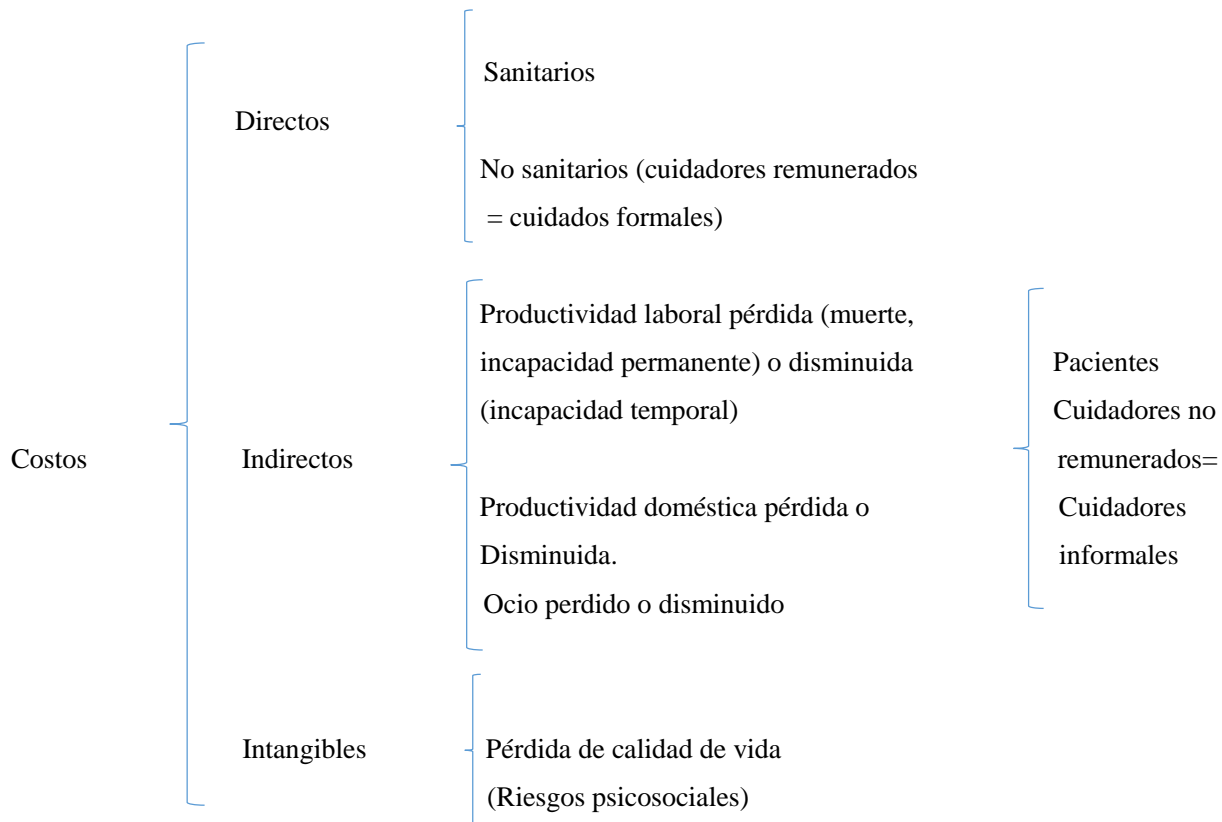 Sanitarios
Directos
No sanitarios (cuidadores remunerados
= cuidados formales)
Productividad laboral pérdida (muerte,
incapacidad permanente) o disminuida
(incapacidad temporal)
Pacientes
Cuidadores no
remunerados=
Cuidadores
informales
Costos
Indirectos
Productividad doméstica pérdida o
Disminuida.
Ocio perdido o disminuido
Intangibles
Pérdida de calidad de vida
(Riesgos psicosociales)